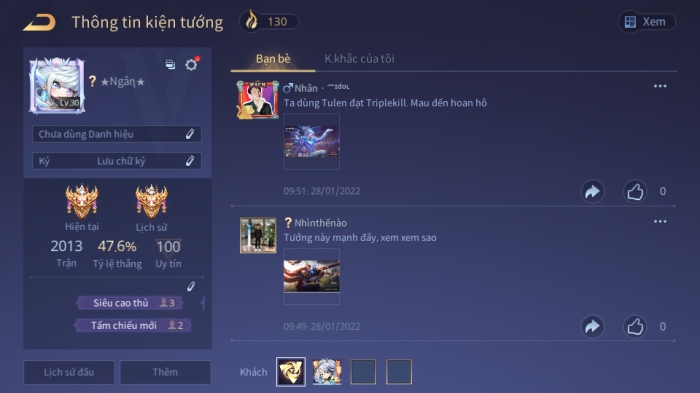 Thông tin kiện tướng
130
Xem
? ★Ngân★
Lv.30
Chưa dùng Danh hiệu
Ký Lưu chữ ký
Hiện tại Lịch sử
2013 47.6% 100
Trận Tỷ lệ thắng Uy tín
Siêu cao thủ 3
Tấm chiếu mới 2
Lịch sử đấu Thêm
Bạn bè K.khắc của tôi
Nhân
Ta dùng Tulen đạt Triplekill. Mau đến hoan hô
09:51: 28/01/2022
0
? Nhìnthếnào
Tướng này mạnh đấy, xem xem sao
09:49: 28/01/2022
0
Khách